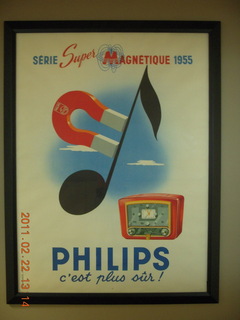 SÉRIE Super MAGNÉTIQUE 1955
PHILIPS
c'est plus sûr!
2011.02.22 13:14